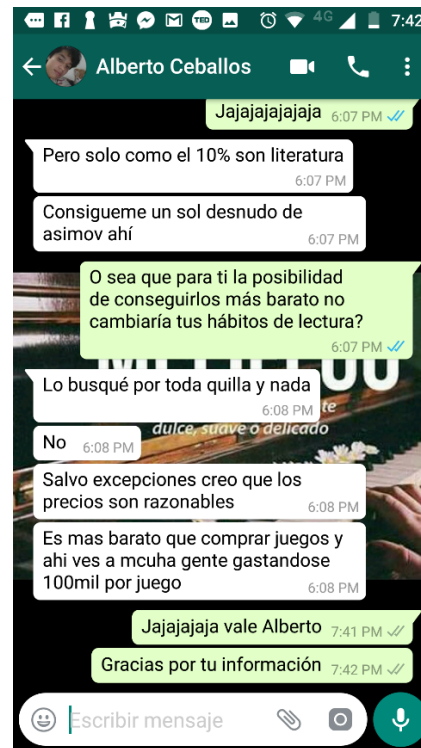 TED
4G
7:42
Alberto Ceballos
Jajajajajaja 6:07 PM
Pero solo como el 10% son literatura
6:07 PM
Consigueme un sol desnudo de
asimov ahí
6:07 PM
O sea que para ti la posibilidad
de conseguirlos más barato no
cambiaría tus hábitos de lectura?
6:07 PM
Lo busqué por toda quilla y nada
6:08 PM
te
dulce, suave o delicado
No 6:08 PM
Salvo excepciones creo que los
precios son razonables
6:08 PM
Es mas barato que comprar juegos y
ahi ves a mcuha gente gastandose
100mil por juego
6:08 PM
Jajajajaja vale Alberto 7:41 PM
Gracias por tu información 7:42 PM
Escribir mensaje